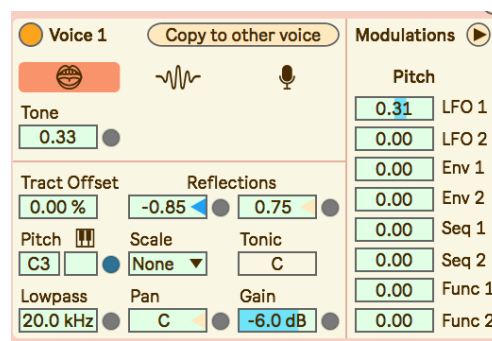 Voice 1
Copy to other voice
Tone
0.33
Tract Offset
Reflections
0.00 %
-0.85
0.75
Pitch
Scale
Tonic
C3
None
C
Lowpass
Pan
Gain
20.0 kHz
C
-6.0 dB
Modulations
Pitch
0.31 LFO 1
0.00 LFO 2
0.00 Env 1
0.00 Env 2
0.00 Seq 1
0.00 Seq 2
0.00 Func 1
0.00 Func 2